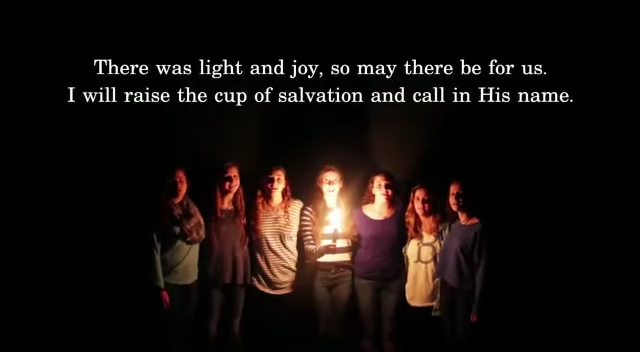 There was light and joy, so may there be for us.
I will raise the cup of salvation and call in His name.